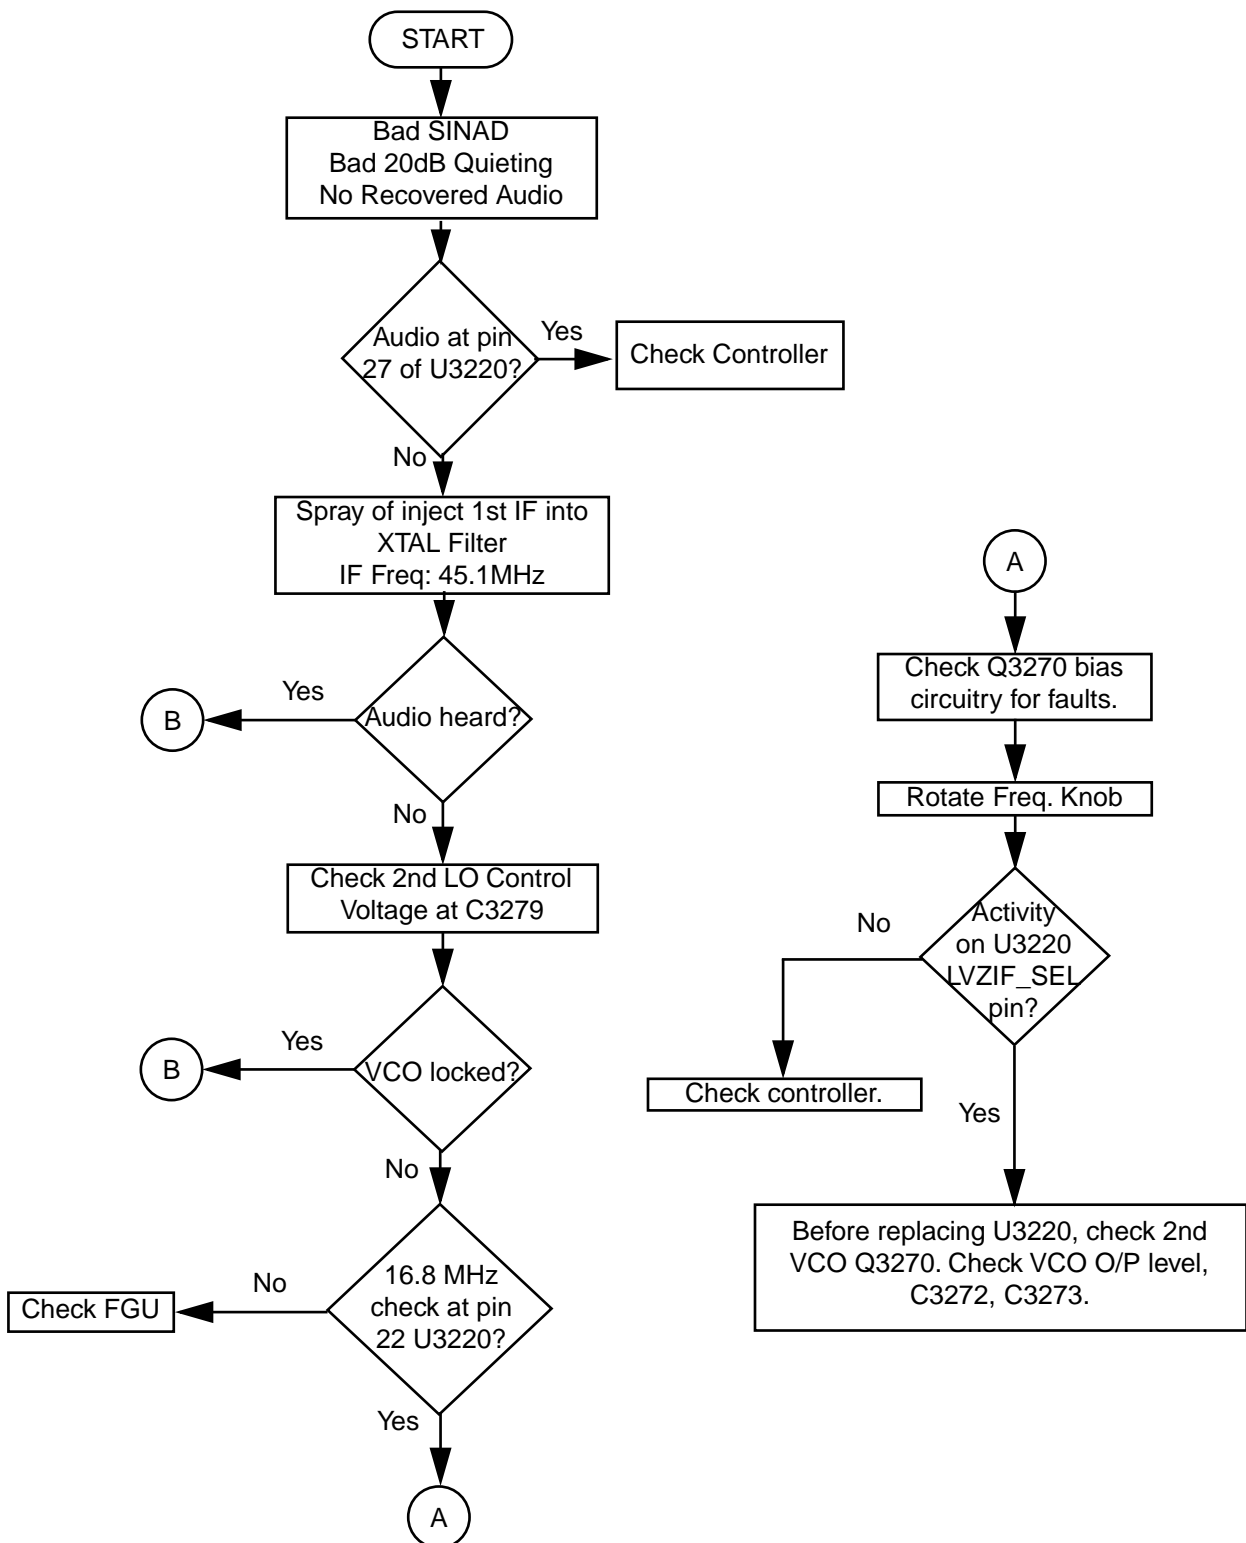 START
Bad SINAD
Bad 20dB Quieting
No Recovered Audio
Audio at pin
27 of U3220?
Yes
Check Controller
No
Spray of inject 1st IF into
XTAL Filter
IF Freq: 45.1MHz
Audio heard?
Yes
B
No
Check 2nd LO Control
Voltage at C3279
VCO locked?
Yes
B
No
16.8 MHz
check at pin
22 U3220?
No
Check FGU
Yes
A
A
Check Q3270 bias
circuitry for faults.
Rotate Freq. Knob
Activity
on U3220
LVZIF_SEL
pin?
No
Check controller.
Yes
Before replacing U3220, check 2nd
VCO Q3270. Check VCO O/P level,
C3272, C3273.